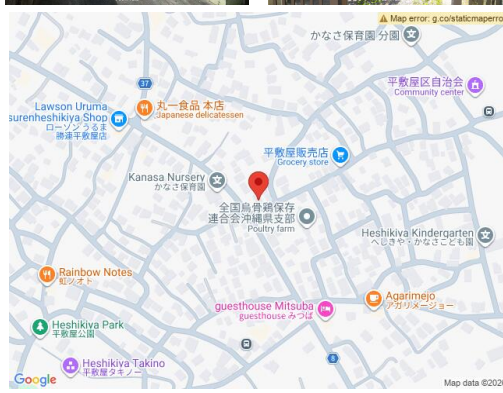 Map error: g.co/staticmaperro
かなさ保育園 分園
平敷屋区自治会
Community center
37
丸一食品 本店
Japanese delicatessen
Lawson Uruma
surenheshikiya Shop
ローソン うるま
勝連平敷屋店
平敷屋販売店
Grocery store
Kanasa Nursery
かなさ保育園
全国烏骨鶏保存
連合会沖縄県支部
Poultry farm
Heshikiya Kindergarten
へしきや・かなさこども園
Rainbow Notes
虹ノオト
Agarimejo
アガリメージョー
guesthouse Mitsuba
guesthouse みつば
Heshikiya Park
平敷屋公園
8
Heshikiya Takino
平敷屋タキノー
Google
Map data ©2026